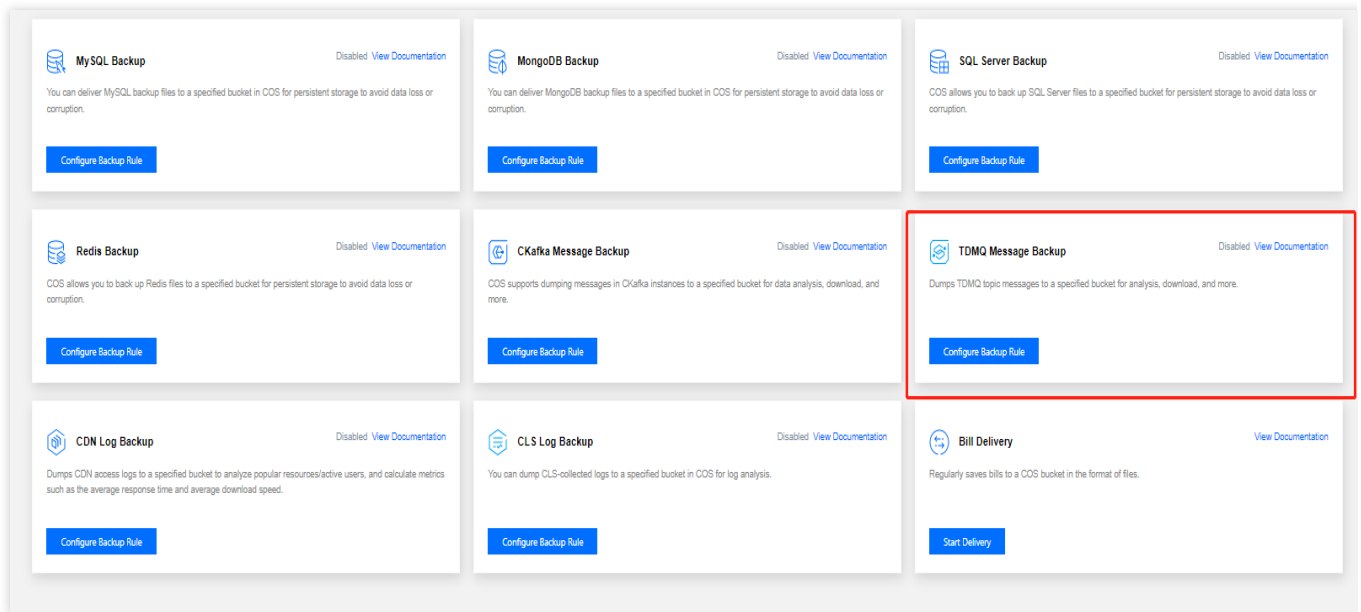 MySQL Backup
Disabled View Documentation
You can deliver MySQL backup files to a specified bucket in COS for persistent storage to avoid data loss or
corruption.
Configure Backup Rule
MongoDB Backup
Disabled View Documentation
You can deliver MongoDB backup files to a specified bucket in COS for persistent storage to avoid data loss or
corruption.
Configure Backup Rule
SQL Server Backup
Disabled View Documentation
COS allows you to back up SQL Server files to a specified bucket for persistent storage to avoid data loss or
corruption.
Configure Backup Rule
Redis Backup
Disabled View Documentation
COS allows you to back up Redis files to a specified bucket for persistent storage to avoid data loss or
corruption.
Configure Backup Rule
CKafka Message Backup
Disabled View Documentation
COS supports dumping messages in CKafka instances to a specified bucket for data analysis, download, and
more.
Configure Backup Rule
TDMQ Message Backup
Disabled View Documentation
Dumps TDMQ topic messages to a specified bucket for analysis, download, and more.
Configure Backup Rule
CDN Log Backup
Disabled View Documentation
Dumps CDN access logs to a specified bucket to analyze popular resources/active users, and calculate metrics
such as the average response time and average download speed.
Configure Backup Rule
CLS Log Backup
Disabled View Documentation
You can dump CLS-collected logs to a specified bucket in COS for log analysis.
Configure Backup Rule
Bill Delivery
View Documentation
Regularly saves bills to a COS bucket in the format of files.
Start Delivery